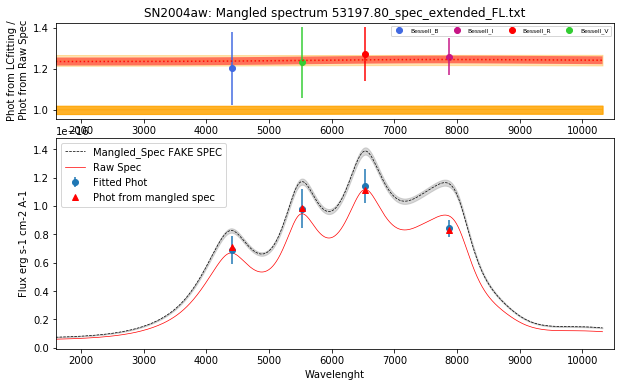 SN2004aw: Mangled spectrum 53197.80_spec_extended_FL.txt
Phot from LCfitting /
Phot from Raw Spec
1.4
1.2
1.0
Bessell_B
Bessell_I
Bessell_R
Bessell_V
2000 3000 4000 5000 6000 7000 8000 9000 10000
1e−16
Flux erg s-1 cm-2 A-1
1.4
1.2
1.0
0.8
0.6
0.4
0.2
0.0
Mangled_Spec FAKE SPEC
Raw Spec
Fitted Phot
Phot from mangled spec
2000 3000 4000 5000 6000 7000 8000 9000 10000
Wavelenght